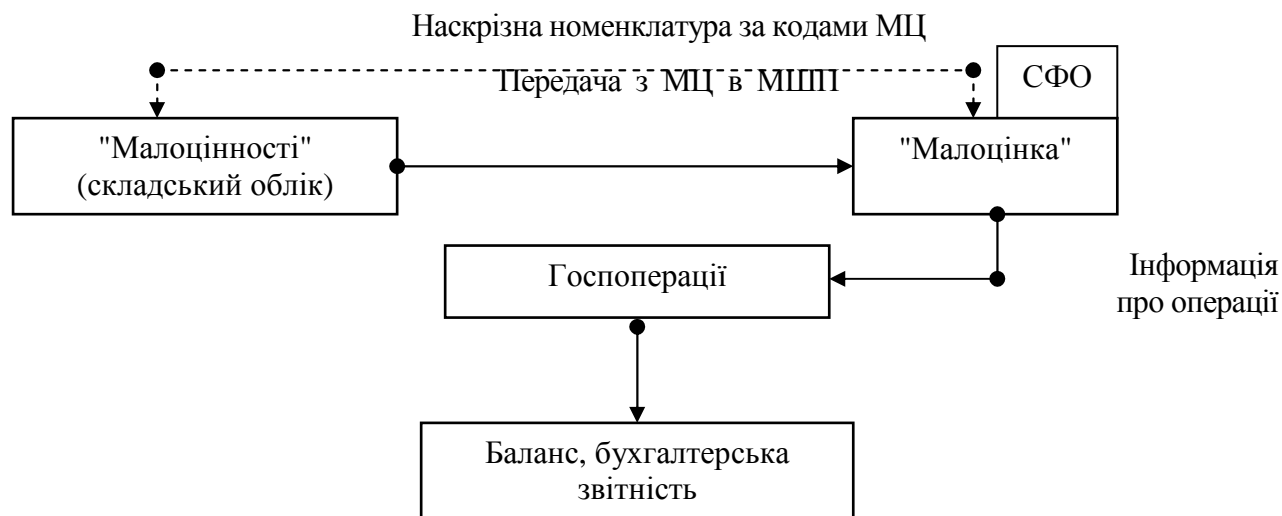 Наскрізна номенклатура за кодами МЦ
Передача з МЦ в МШП
СФО
"Малоцінності"
(складський облік)
"Малоцінка"
Госпоперації
Інформація
про операції
Баланс, бухгалтерська
звітність